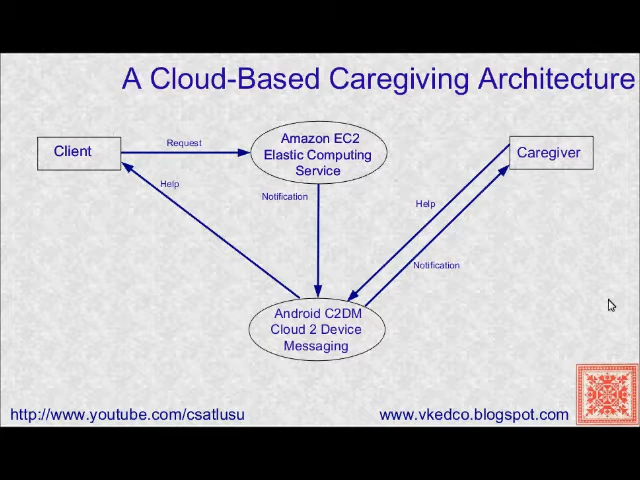 A Cloud-Based Caregiving Architecture
Client
Request
Amazon EC2
Elastic Computing
Service
Caregiver
Help
Notification
Help
Notification
Android C2DM
Cloud 2 Device
Messaging
http://www.youtube.com/csatlusu
www.vkedco.blogspot.com